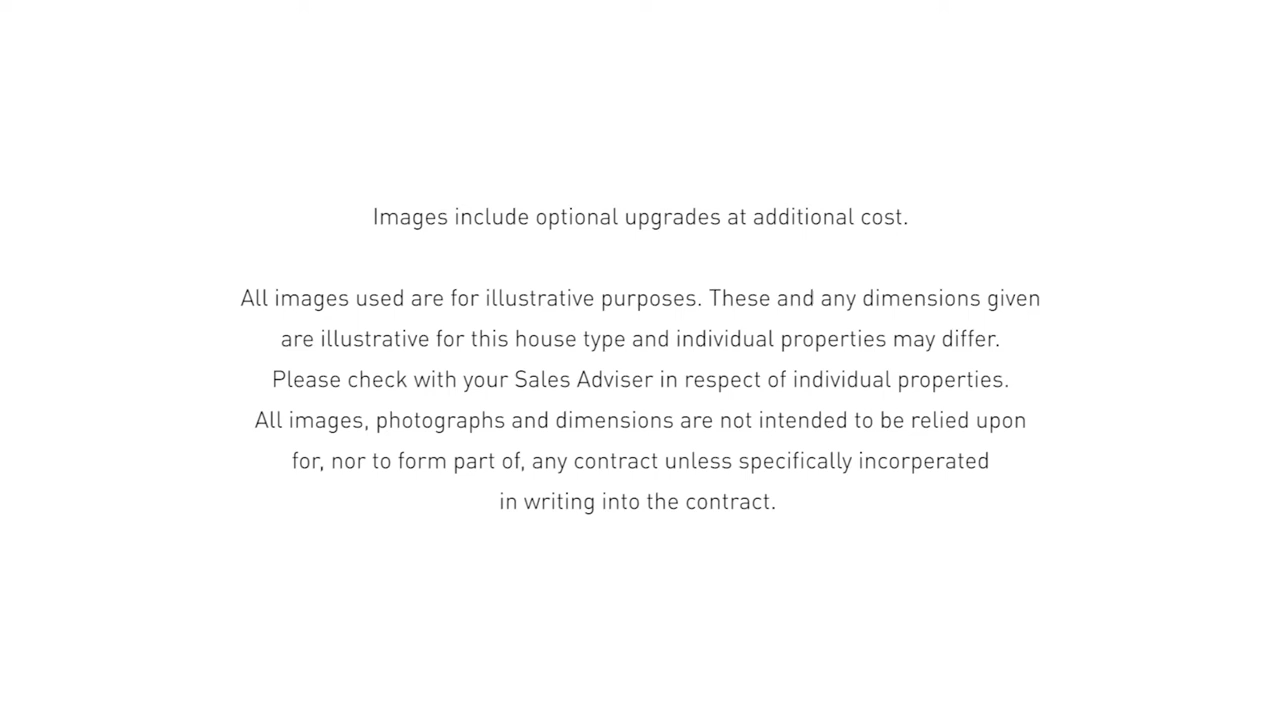 Images include optional upgrades at additional cost.
All images used are for illustrative purposes. These and any dimensions given
are illustrative for this house type and individual properties may differ.
Please check with your Sales Adviser in respect of individual properties.
All images, photographs and dimensions are not intended to be relied upon
for, nor to form part of, any contract unless specifically incorperated
in writing into the contract.